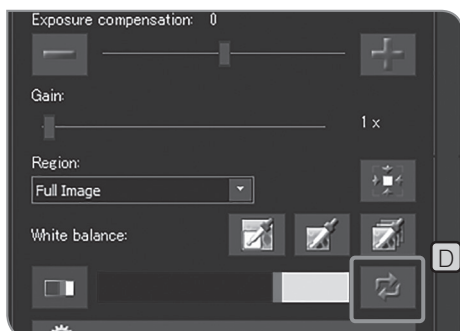 Exposure compensation: 0
Gain:
1 x
Region:
Full Image
White balance:
D